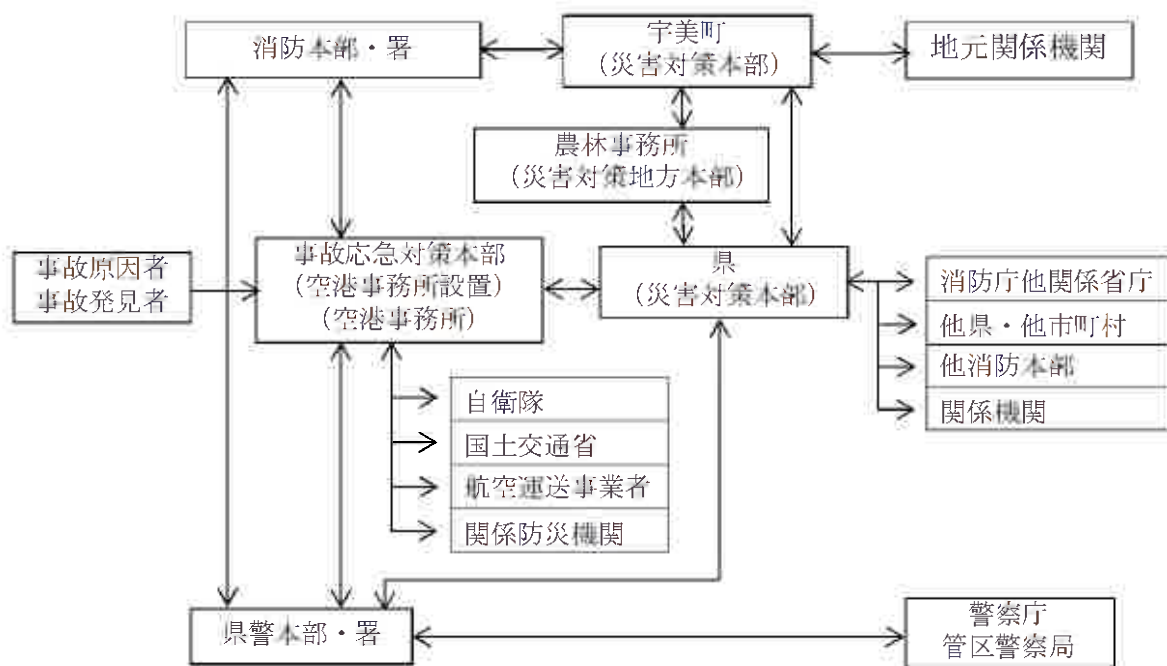 消防本部・署
宇美町
（災害対策本部）
地元関係機関
農林事務所
（災害対策地方本部）
事故原因者
事故発見者
事故応急対策本部
（空港事務所設置）
（空港事務所）
県
（災害対策本部）
消防庁他関係省庁
他県・他市町村
他消防本部
関係機関
自衛隊
国土交通省
航空運送事業者
関係防災機関
県警本部・署
警察庁
管区警察局